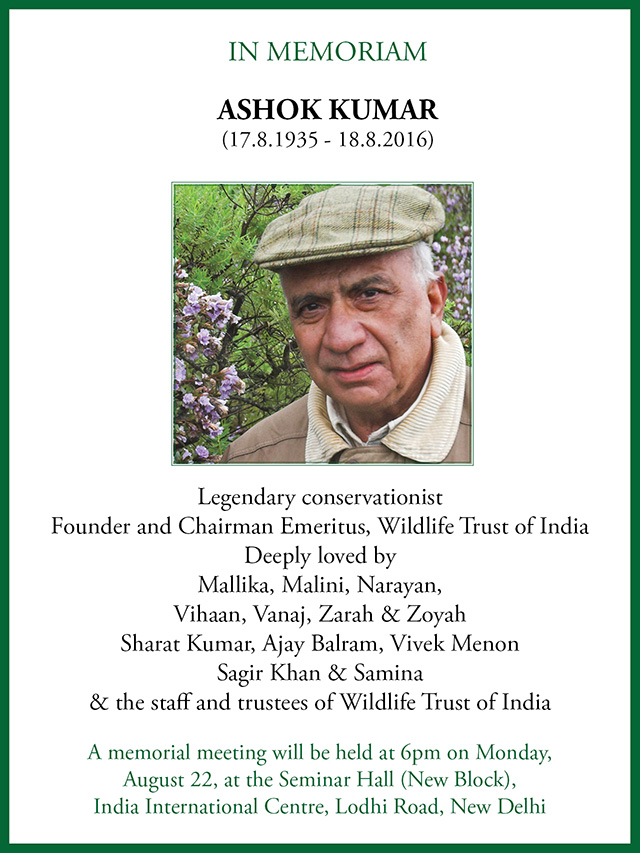 IN MEMORIAM
ASHOK KUMAR
(17.8.1935 - 18.8.2016)
Legendary conservationist
Founder and Chairman Emeritus, Wildlife Trust of India
Deeply loved by
Mallika, Malini, Narayan,
Vihaan, Vanaj, Zarah & Zoyah
Sharat Kumar, Ajay Balram, Vivek Menon
Sagir Khan & Samina
& the staff and trustees of Wildlife Trust of India
A memorial meeting will be held at 6pm on Monday,
August 22, at the Seminar Hall (New Block),
India International Centre, Lodhi Road, New Delhi